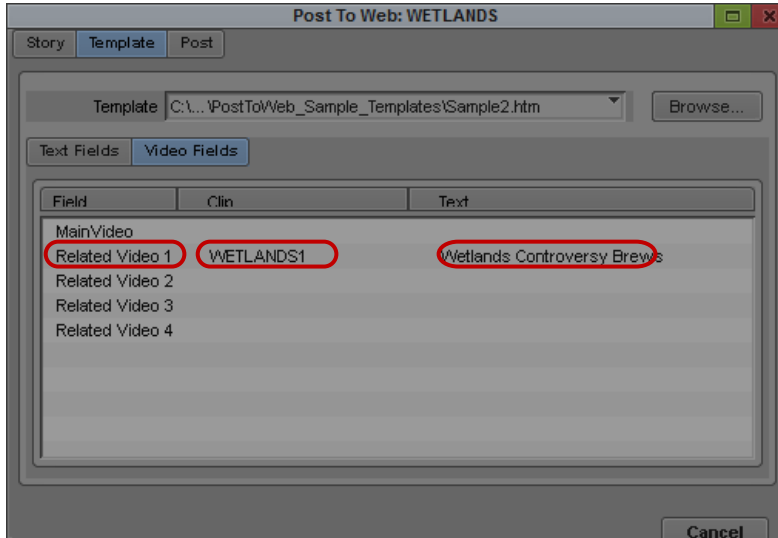 Post To Web: WETLANDS
Story Template Post
Template C:\... \PostToWeb_Sample_Templates\Sample2.htm Browse...
Text Fields Video Fields
Field Clip Text
MainVideo
Related Video 1 WETLANDS1 Wetlands Controversy Brews
Related Video 2
Related Video 3
Related Video 4
Cancel